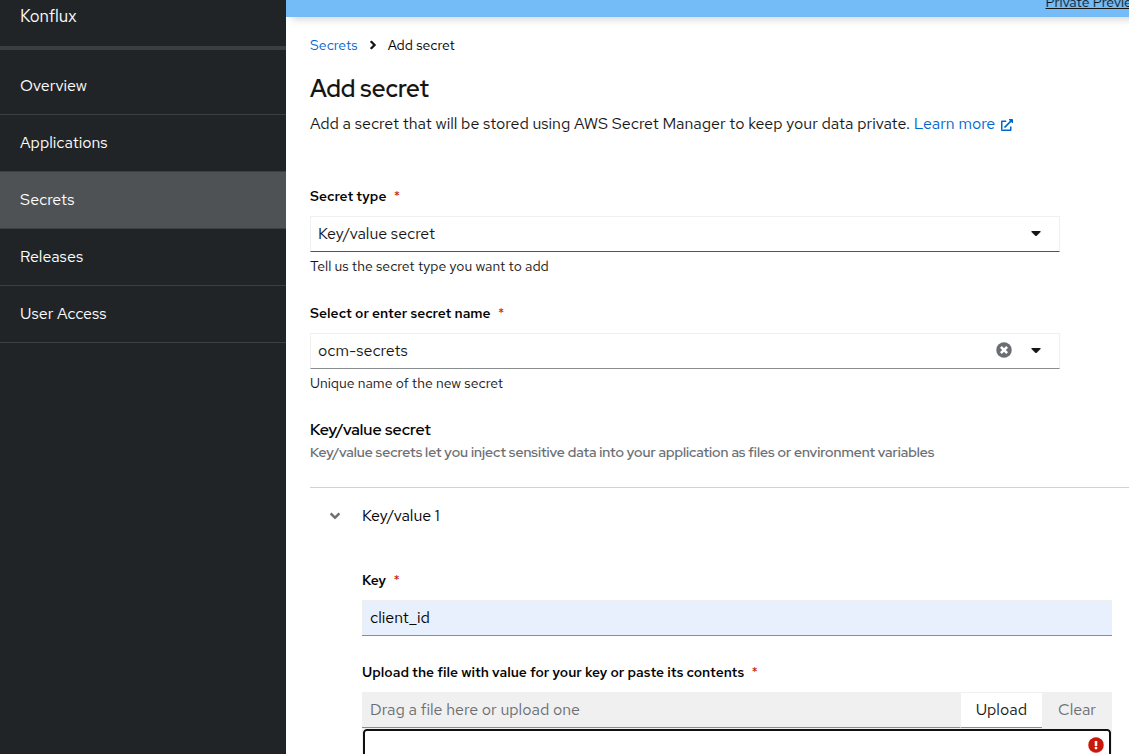 Konflux
Overview
Applications
Secrets
Releases
User Access
Secrets Add secret
Add secret
Add a secret that will be stored using AWS Secret Manager to keep your data private. Learn more
Secret type *
Key/value secret
Tell us the secret type you want to add
Select or enter secret name *
ocm-secrets
Unique name of the new secret
Key/value secret
Key/value secrets let you inject sensitive data into your application as files or environment variables
Key/value 1
Key *
client_id
Upload the file with value for your key or paste its contents *
Drag a file here or upload one
Upload
Clear